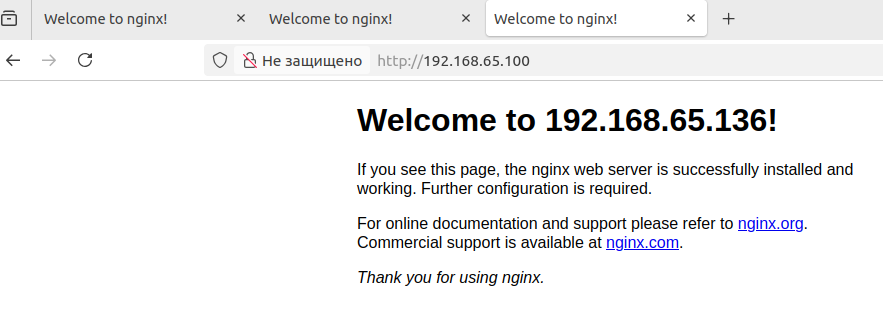 Welcome to nginx!
Welcome to nginx!
Welcome to nginx!
Не защищено http://192.168.65.100
Welcome to 192.168.65.136!
If you see this page, the nginx web server is successfully installed and
working. Further configuration is required.
For online documentation and support please refer to nginx.org.
Commercial support is available at nginx.com.
Thank you for using nginx.